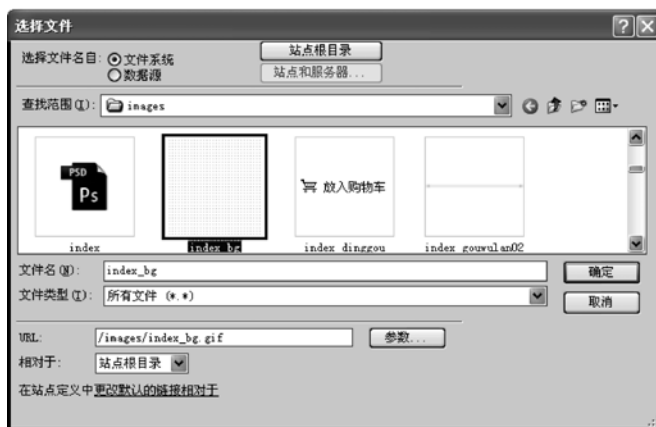 选择文件
选择文件名自: 文件系统 站点根目录
数据源 站点和服务器...
查找范围(I): images
PSD
Ps
放入购物车
index index_bg index_dinggou index_gouwulan02
文件名(N): index_bg 确定
文件类型(T): 所有文件 (*.*) 取消
URL: /images/index_bg.gif 参数...
相对于: 站点根目录
在站点定义中更改默认的链接相对于